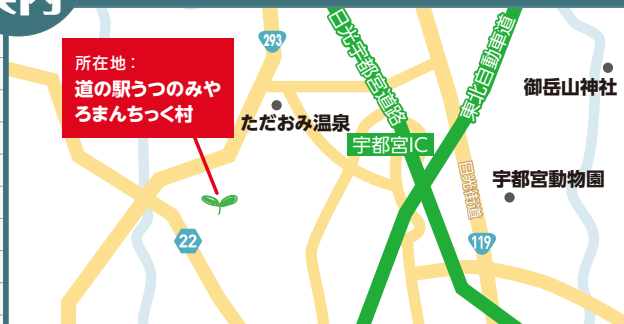 案内
所在地：
道の駅うつのみや
ろまんちっく村
293
ただおみ温泉
日光宇都宮道路
東北自動車道
宇都宮IC
御岳山神社
宇都宮動物園
日光街道
119
22